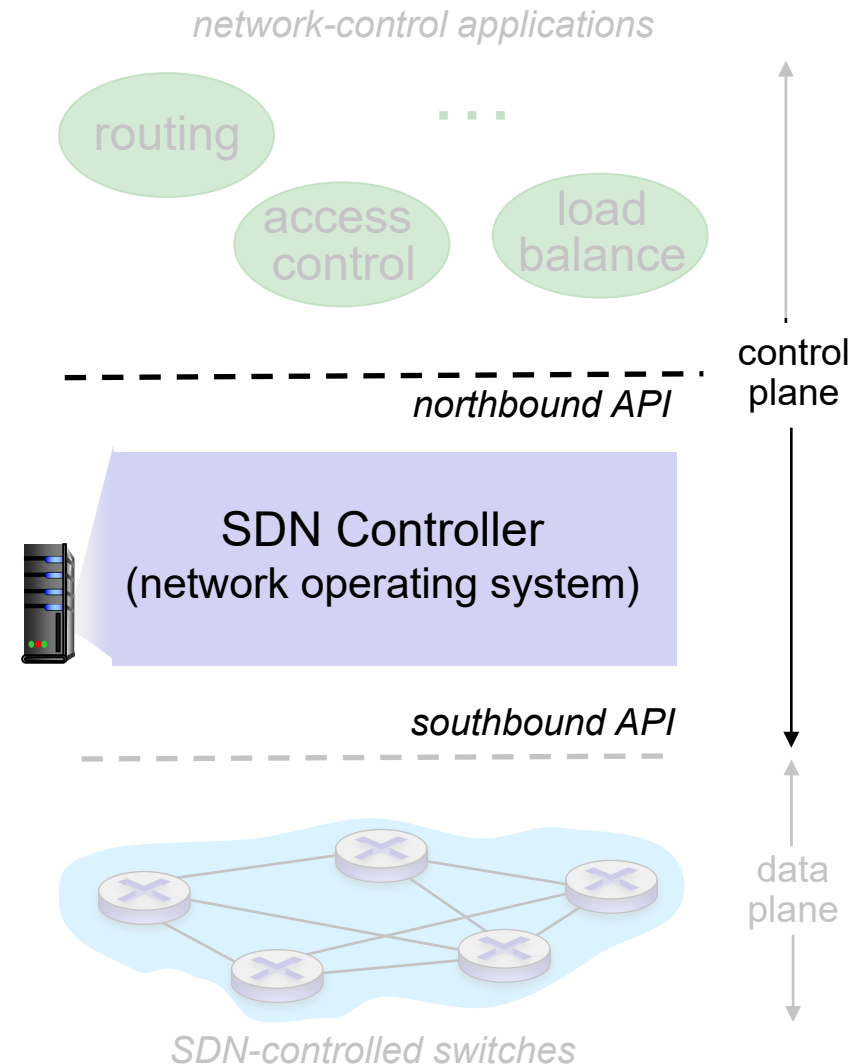 network-control applications
routing
. . .
access
control
load
balance
control
plane
northbound API
SDN Controller
(network operating system)
southbound API
data
plane
SDN-controlled switches